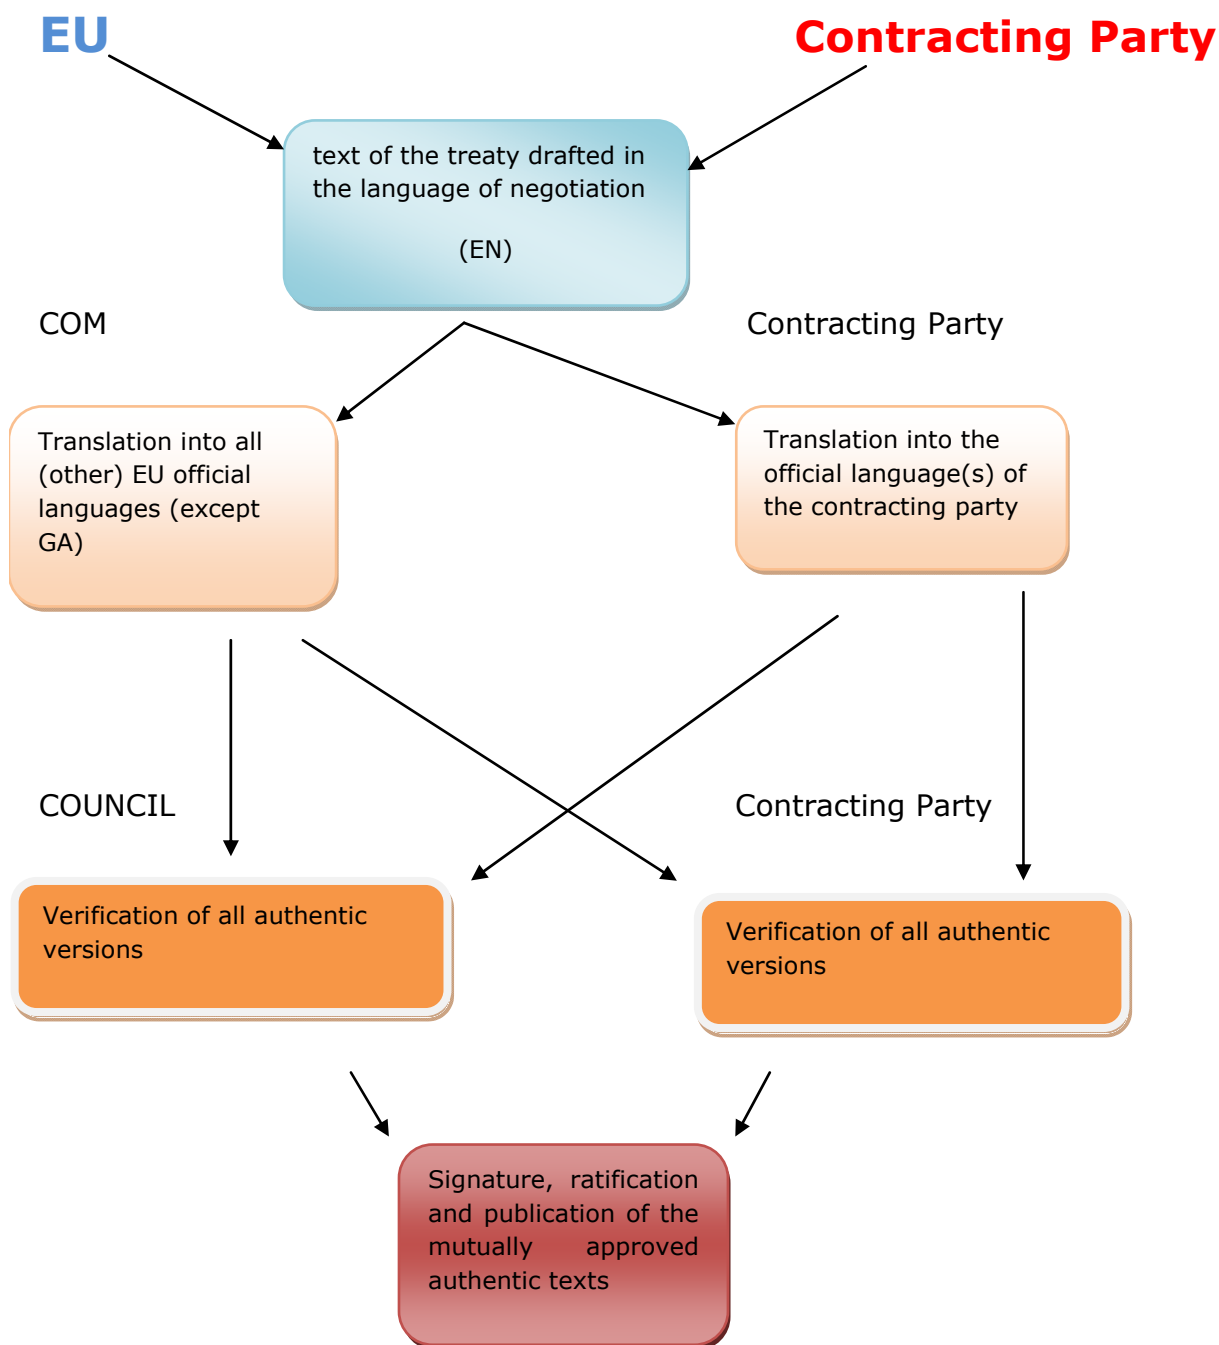 EU
Contracting Party
text of the treaty drafted in
the language of negotiation
(EN)
COM
Contracting Party
Translation into all
(other) EU official
languages (except
GA)
Translation into the
official language(s) of
the contracting party
COUNCIL
Contracting Party
Verification of all authentic
versions
Verification of all authentic
versions
Signature, ratification
and publication of the
mutually approved
authentic texts